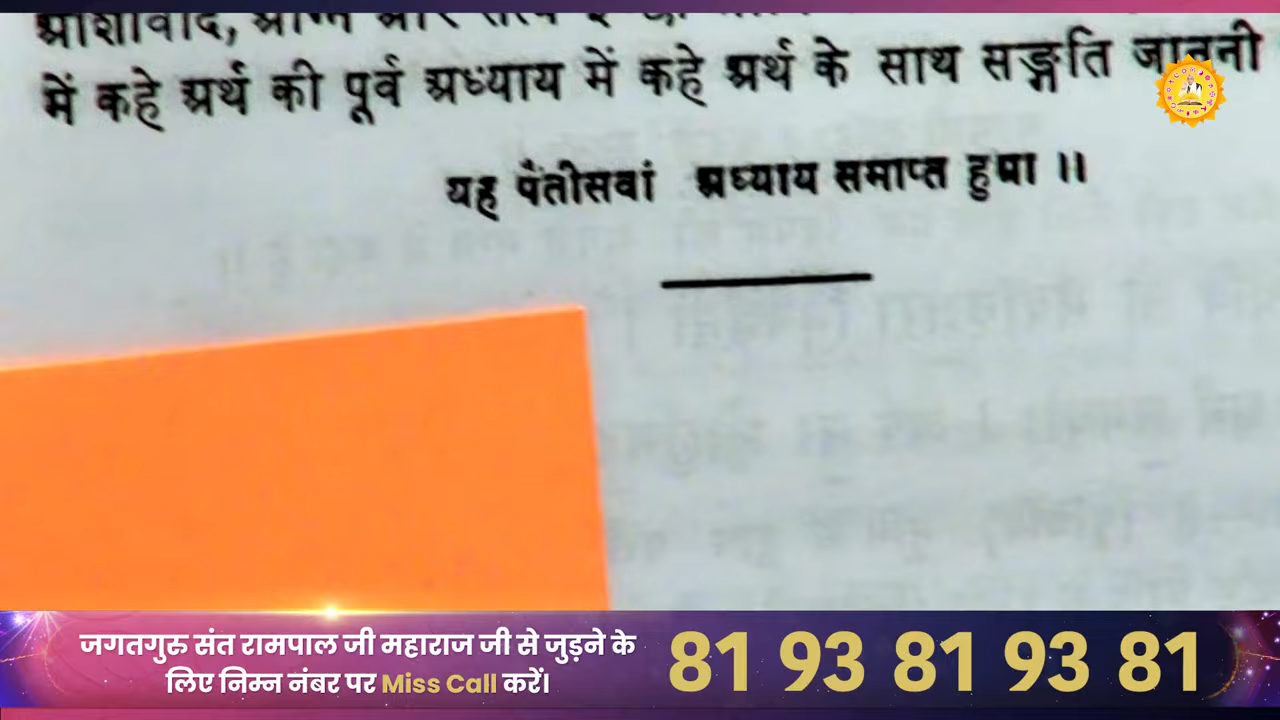 में कहे अर्थ की पूर्व अध्याय में कहे अर्थ के साथ सङ्गति जाननी
यह पैंतीसवां अध्याय समाप्त हुआ ।।
जगतगुरु संत रामपाल जी महाराज जी से जुड़ने के
लिए निम्न नंबर पर Miss Call करें।
81 93 81 93 81